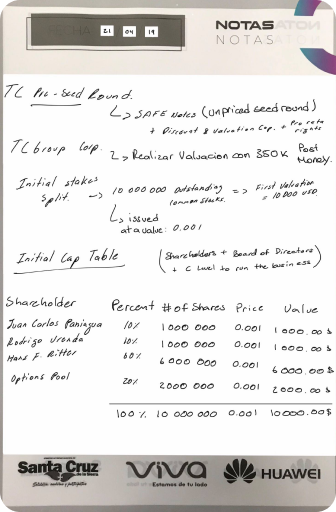 NOTAS
NOTAS
FECHA 21 04 19
TC Pre-Seed Round.
↳ SAFE Notes (Unpriced seed round)
+ Discount & Valuation Cap. + Pro rata rights
TC Group Corp.
↳ Realizar Valuacion con 350K Post Money.
Initial stakes split. → 10 000 000 Outstanding common stocks. => First Valuation = 10 000 USD.
↳ issued at a value: 0.001
Initial Cap Table (Shareholders + Board of Directors + C Level to run the business)
Shareholder Percent # of Shares Price Value
Juan Carlos Paniagua 10% 1 000 000 0.001 1 000.00 $
Rodrigo Uronda 10% 1 000 000 0.001 1 000.00 $
Hans F. Ritter 60% 6 000 000 0.001 6 000.00 $
Options Pool 20% 2000 000 0.001 2 000.00 $
100 % 10 000 000 0.001 10000.00$
Santa Cruz
VIVA
Estamos de tu lado
HUAWEI